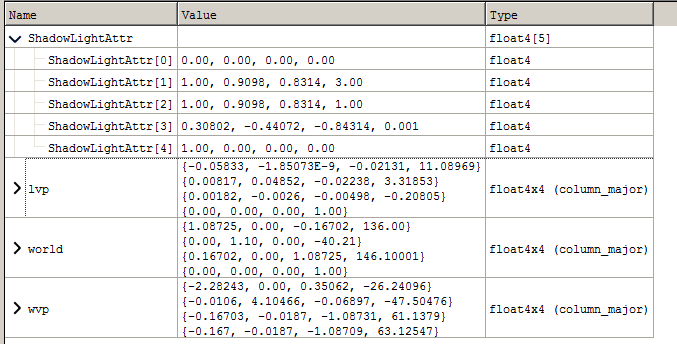 Name Value Type
ShadowLightAttr float4[5]
ShadowLightAttr[0] 0.00, 0.00, 0.00, 0.00 float4
ShadowLightAttr[1] 1.00, 0.9098, 0.8314, 3.00 float4
ShadowLightAttr[2] 1.00, 0.9098, 0.8314, 1.00 float4
ShadowLightAttr[3] 0.30802, -0.44072, -0.84314, 0.001 float4
ShadowLightAttr[4] 1.00, 0.00, 0.00, 0.00 float4
{-0.05833, -1.85073E-9, -0.02131, 11.08969}
{0.00817, 0.04852, -0.02238, 3.31853}
lvp float4x4 (column_major)
{0.00182, -0.0026, -0.00498, -0.20805}
{0.00, 0.00, 0.00, 1.00}
{1.08725, 0.00, -0.16702, 136.00}
{0.00, 1.10, 0.00, -40.21}
world float4x4 (column_major)
{0.16702, 0.00, 1.08725, 146.10001}
{0.00, 0.00, 0.00, 1.00}
{-2.28243, 0.00, 0.35062, -26.24096}
{-0.0106, 4.10466, -0.06897, -47.50476}
wvp float4x4 (column_major)
{-0.16703, -0.0187, -1.08731, 61.1379}
{-0.167, -0.0187, -1.08709, 63.12547}